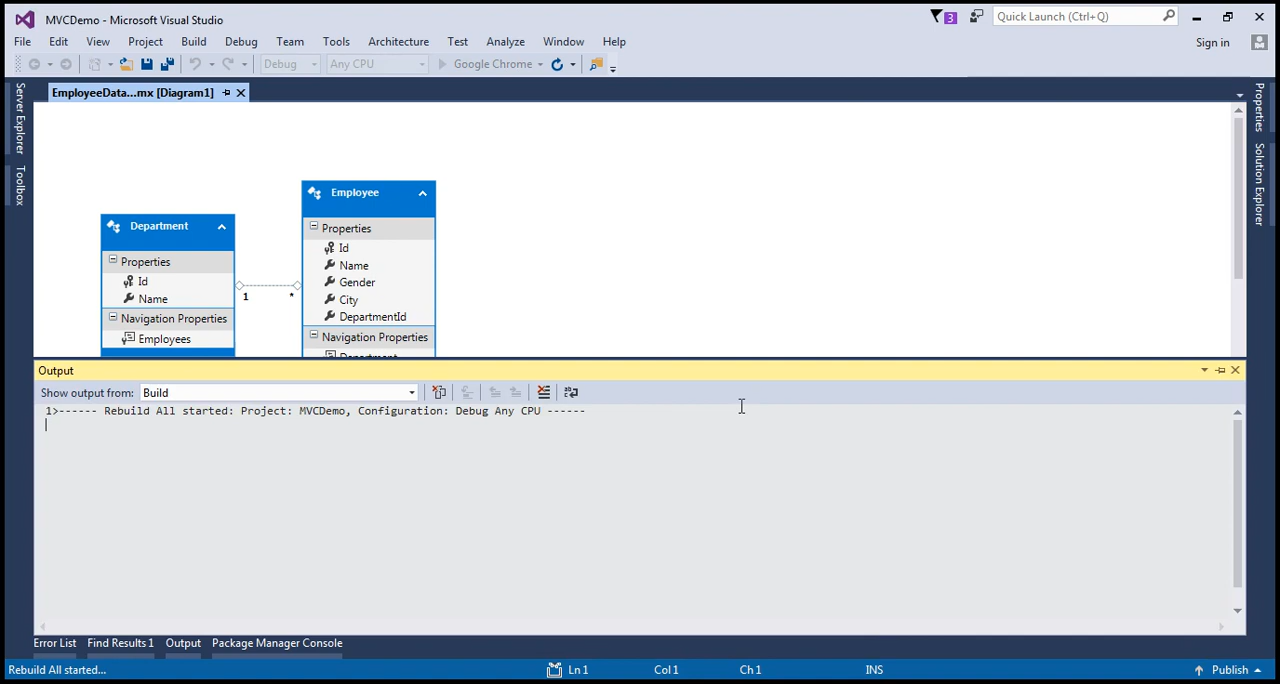 MVCDemo - Microsoft Visual Studio
3
Quick Launch (Ctrl+Q)
File Edit View Project Build Debug Team Tools Architecture Test Analyze Window Help
Sign in
Debug Any CPU Google Chrome
Server Explorer
Toolbox
EmployeeData...mx [Diagram1]
Properties
Solution Explorer
Department
Properties
Id
Name
Navigation Properties
Employees
1 *
Employee
Properties
Id
Name
Gender
City
DepartmentId
Navigation Properties
Department
Output
Show output from: Build
1>------ Rebuild All started: Project: MVCDemo, Configuration: Debug Any CPU ------
Error List Find Results 1 Output Package Manager Console
Rebuild All started... Ln 1 Col 1 Ch 1 INS Publish